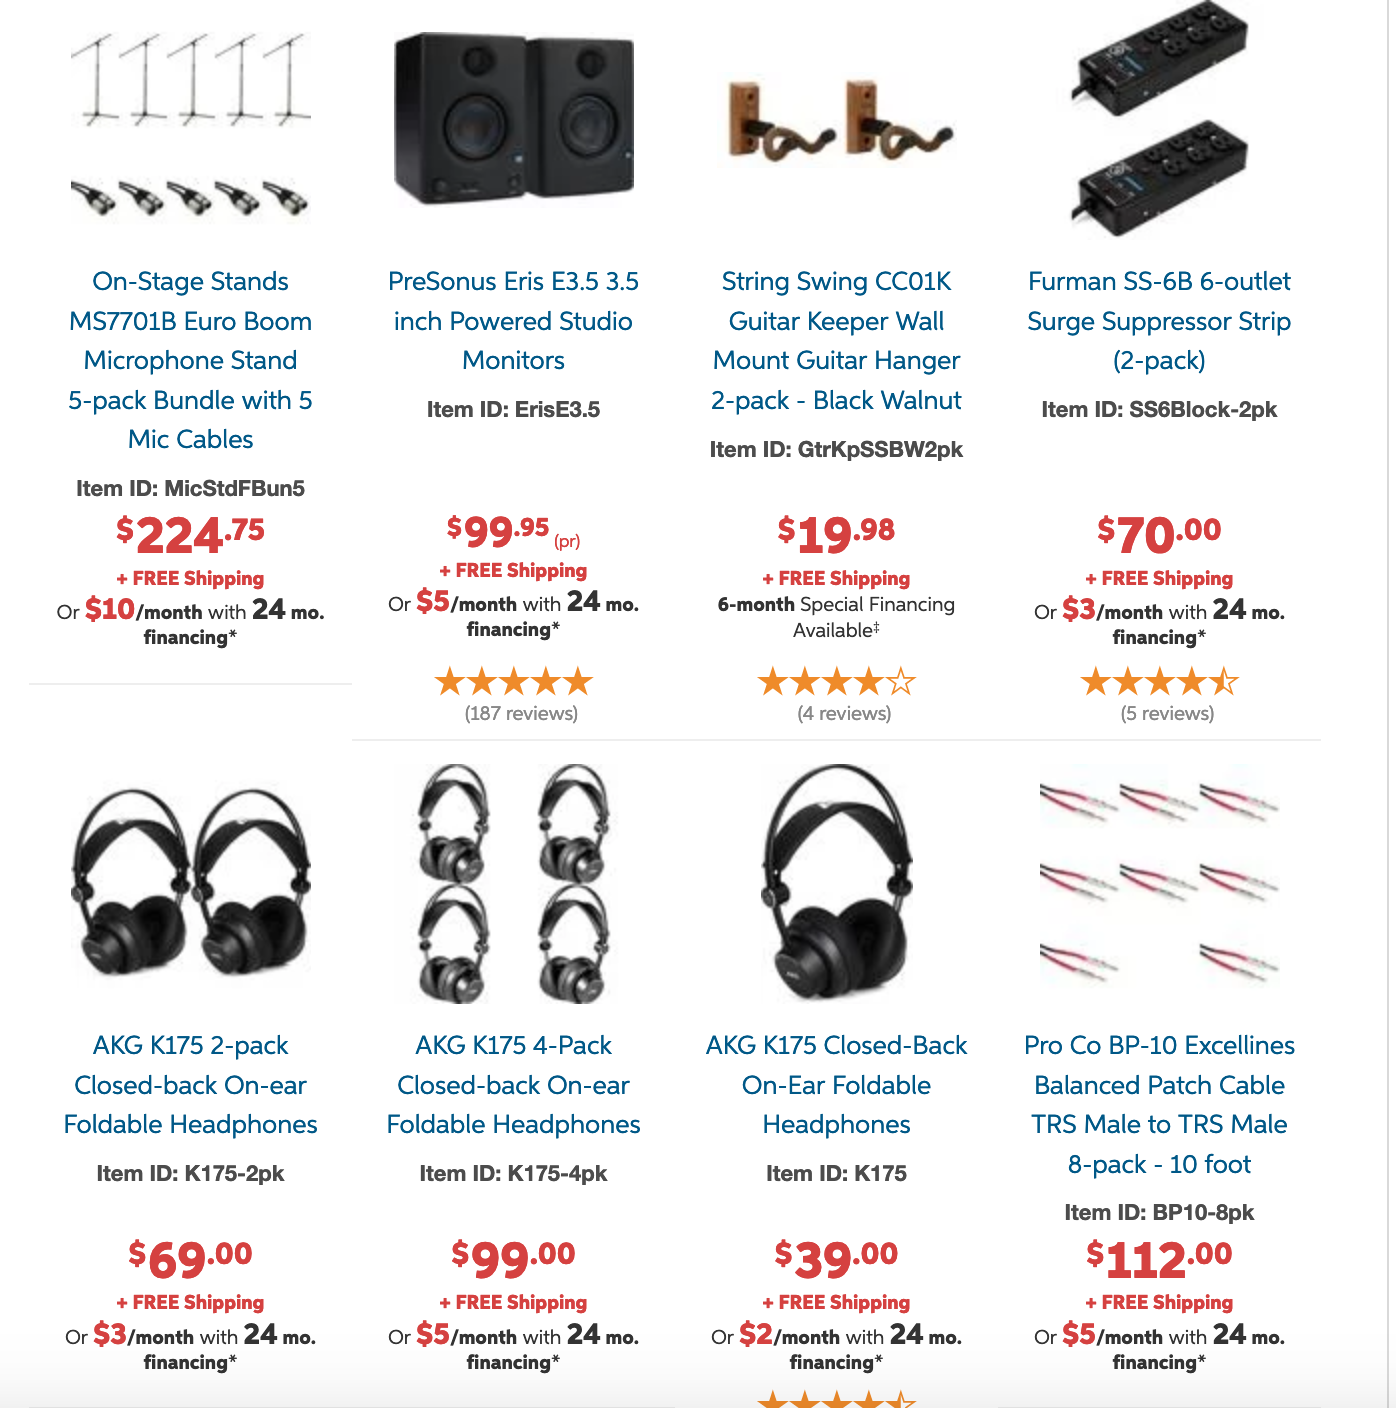 On-Stage Stands
MS7701B Euro Boom
Microphone Stand
5-pack Bundle with 5
Mic Cables
Item ID: MicStdFBun5
$224.75
+ FREE Shipping
Or $10/month with 24 mo.
financing*
PreSonus Eris E3.5 3.5
inch Powered Studio
Monitors
Item ID: ErisE3.5
$99.95 (pr)
+ FREE Shipping
Or $5/month with 24 mo.
financing*
(187 reviews)
String Swing CC01K
Guitar Keeper Wall
Mount Guitar Hanger
2-pack - Black Walnut
Item ID: GtrKpSSBW2pk
$19.98
+ FREE Shipping
6-month Special Financing
Available‡
(4 reviews)
Furman SS-6B 6-outlet
Surge Suppressor Strip
(2-pack)
Item ID: SS6Block-2pk
$70.00
+ FREE Shipping
Or $3/month with 24 mo.
financing*
(5 reviews)
AKG K175 2-pack
Closed-back On-ear
Foldable Headphones
Item ID: K175-2pk
$69.00
+ FREE Shipping
Or $3/month with 24 mo.
financing*
AKG K175 4-Pack
Closed-back On-ear
Foldable Headphones
Item ID: K175-4pk
$99.00
+ FREE Shipping
Or $5/month with 24 mo.
financing*
AKG K175 Closed-Back
On-Ear Foldable
Headphones
Item ID: K175
$39.00
+ FREE Shipping
Or $2/month with 24 mo.
financing*
Pro Co BP-10 Excellines
Balanced Patch Cable
TRS Male to TRS Male
8-pack - 10 foot
Item ID: BP10-8pk
$112.00
+ FREE Shipping
Or $5/month with 24 mo.
financing*